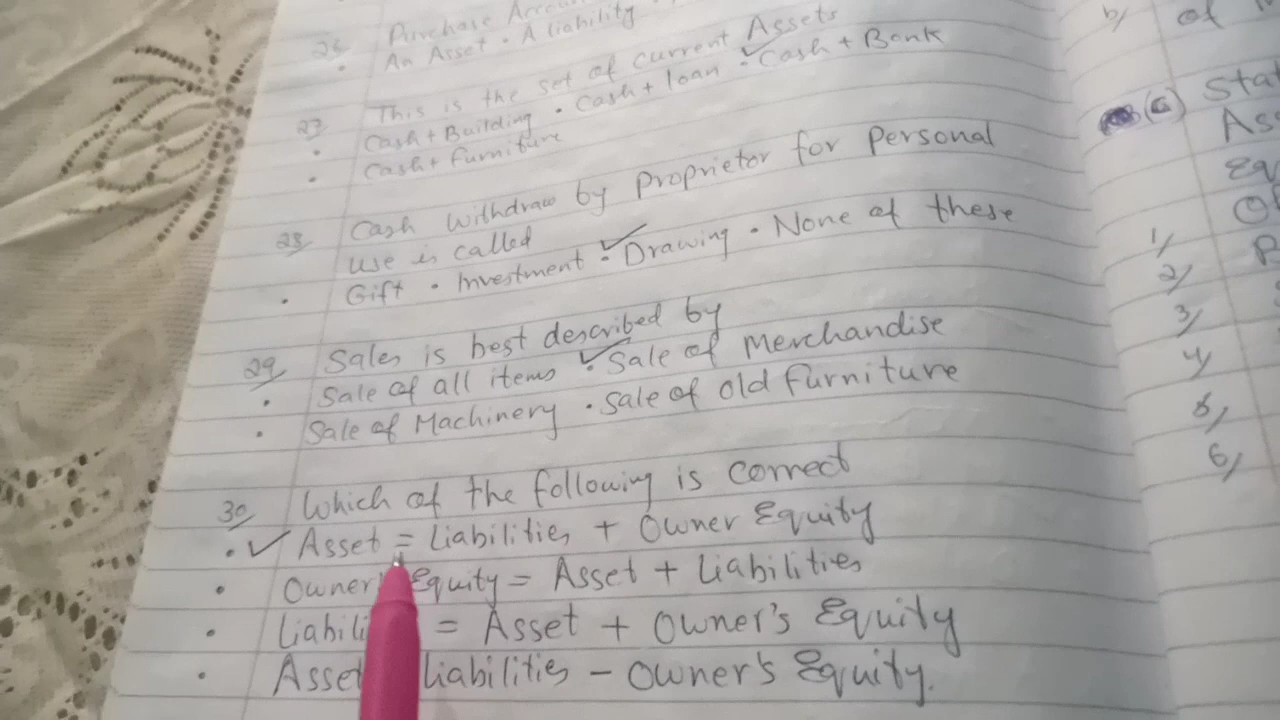 26 Purchase Account
• An Asset • A liability
27 This is the set of current Assets
• Cash + Building • Cash + loan • Cash + Bank
• Cash + furniture
28 Cash withdraw by proprietor for personal
use is called
• Gift • Investment • Drawing • None of these
29 Sales is best described by
• Sale of all items • Sale of Merchandise
• Sale of Machinery • Sale of old furniture
30 Which of the following is correct
• Asset = Liabilities + Owner Equity
• Owner Equity = Asset + Liabilities
• = Asset + Owner's Equity
• Asset Liabilities - Owner's Equity.
b/ of
(a)
1/
2/
3/
4/
5/
6/